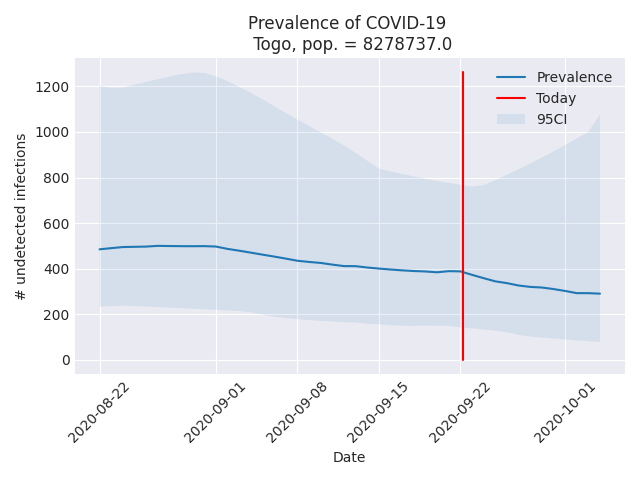 Prevalence of COVID-19
Togo, pop. = 8278737.0
Prevalence
Today
95CI
# undetected infections
1200
1000
800
600
400
200
0
2020-08-22
2020-09-01
2020-09-08
2020-09-15
2020-09-22
2020-10-01
Date